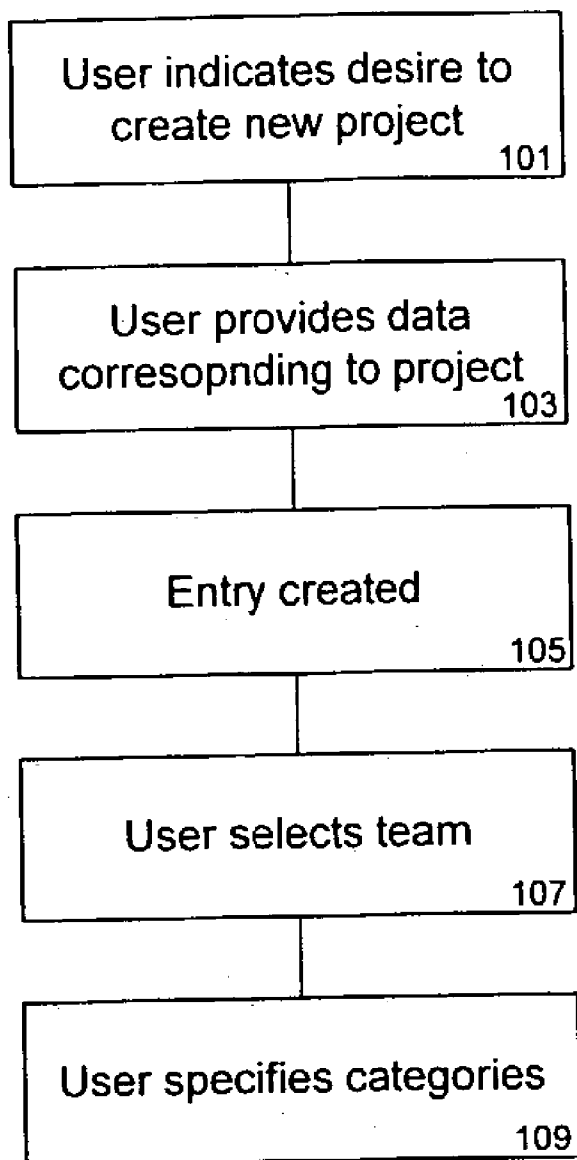 User indicates desire to
create new project
101
User provides data
corresopnding to project
103
Entry created
105
User selects team
107
User specifies categories
109